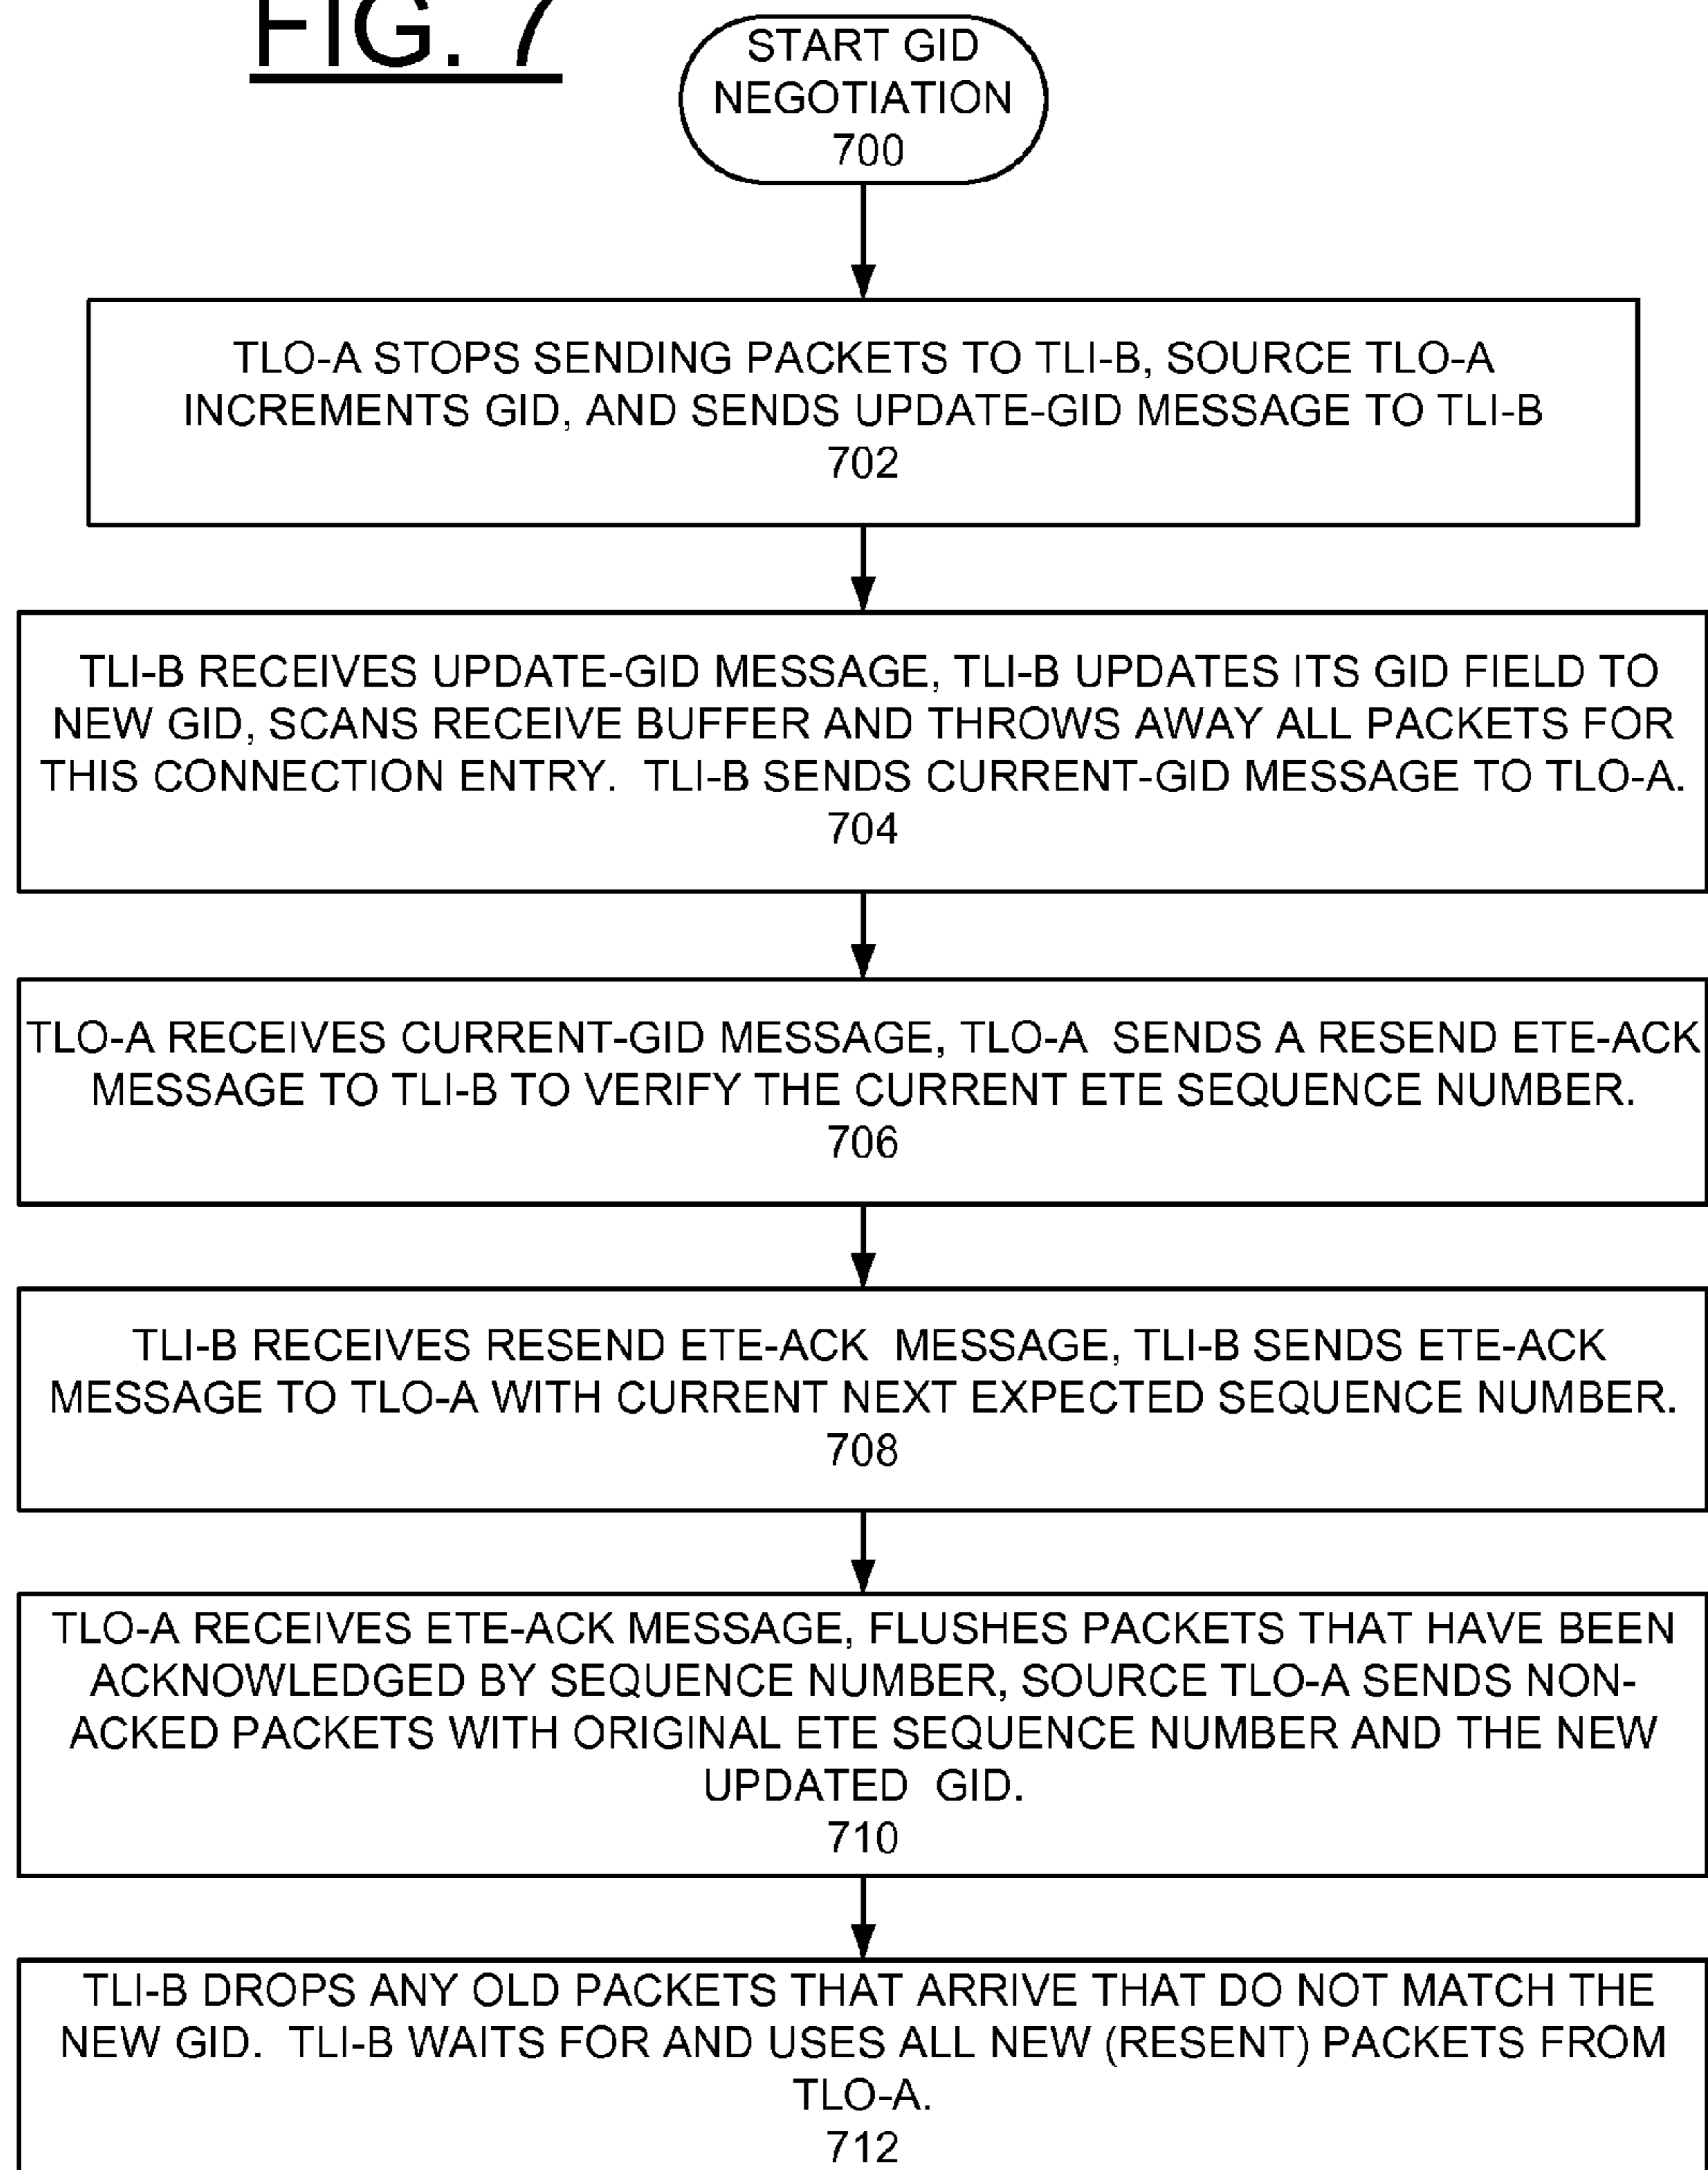 FIG. 7
START GID
NEGOTIATION
700
TLO-A STOPS SENDING PACKETS TO TLI-B, SOURCE TLO-A
INCREMENTS GID, AND SENDS UPDATE-GID MESSAGE TO TLI-B
702
TLI-B RECEIVES UPDATE-GID MESSAGE, TLI-B UPDATES ITS GID FIELD TO
NEW GID, SCANS RECEIVE BUFFER AND THROWS AWAY ALL PACKETS FOR
THIS CONNECTION ENTRY. TLI-B SENDS CURRENT-GID MESSAGE TO TLO-A.
704
TLO-A RECEIVES CURRENT-GID MESSAGE, TLO-A SENDS A RESEND ETE-ACK
MESSAGE TO TLI-B TO VERIFY THE CURRENT ETE SEQUENCE NUMBER.
706
TLI-B RECEIVES RESEND ETE-ACK MESSAGE, TLI-B SENDS ETE-ACK
MESSAGE TO TLO-A WITH CURRENT NEXT EXPECTED SEQUENCE NUMBER.
708
TLO-A RECEIVES ETE-ACK MESSAGE, FLUSHES PACKETS THAT HAVE BEEN
ACKNOWLEDGED BY SEQUENCE NUMBER, SOURCE TLO-A SENDS NON-
ACKED PACKETS WITH ORIGINAL ETE SEQUENCE NUMBER AND THE NEW
UPDATED GID.
710
TLI-B DROPS ANY OLD PACKETS THAT ARRIVE THAT DO NOT MATCH THE
NEW GID. TLI-B WAITS FOR AND USES ALL NEW (RESENT) PACKETS FROM
TLO-A.
712